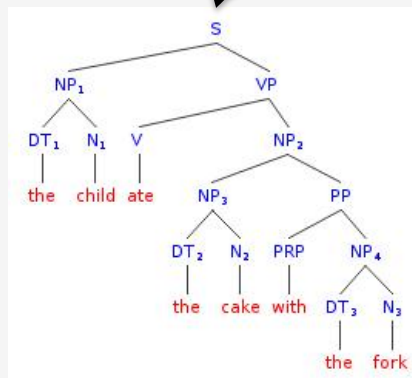 S
NP₁ VP
DT₁ N₁ V NP₂
the child ate NP₃ PP
DT₂ N₂ PRP NP₄
the cake with DT₃ N₃
the fork